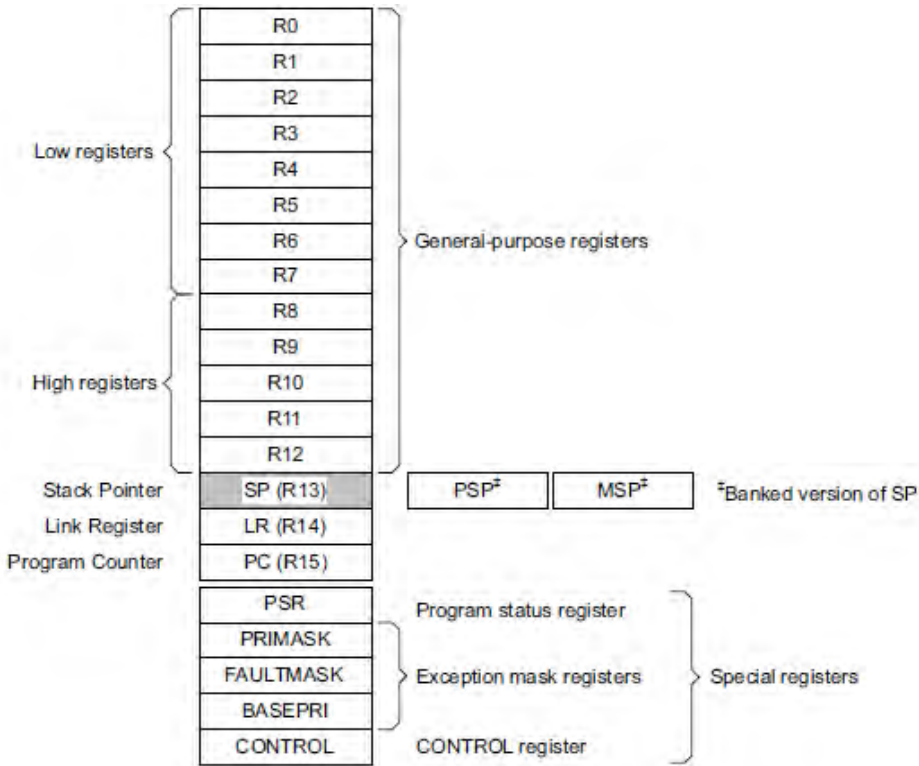 R0
R1
R2
R3
Low registers
R4
R5
R6
General-purpose registers
R7
R8
R9
High registers
R10
R11
R12
Stack Pointer SP (R13) PSP‡ MSP‡ ‡Banked version of SP
Link Register LR (R14)
Program Counter PC (R15)
PSR Program status register
PRIMASK
FAULTMASK Exception mask registers Special registers
BASEPRI
CONTROL CONTROL register